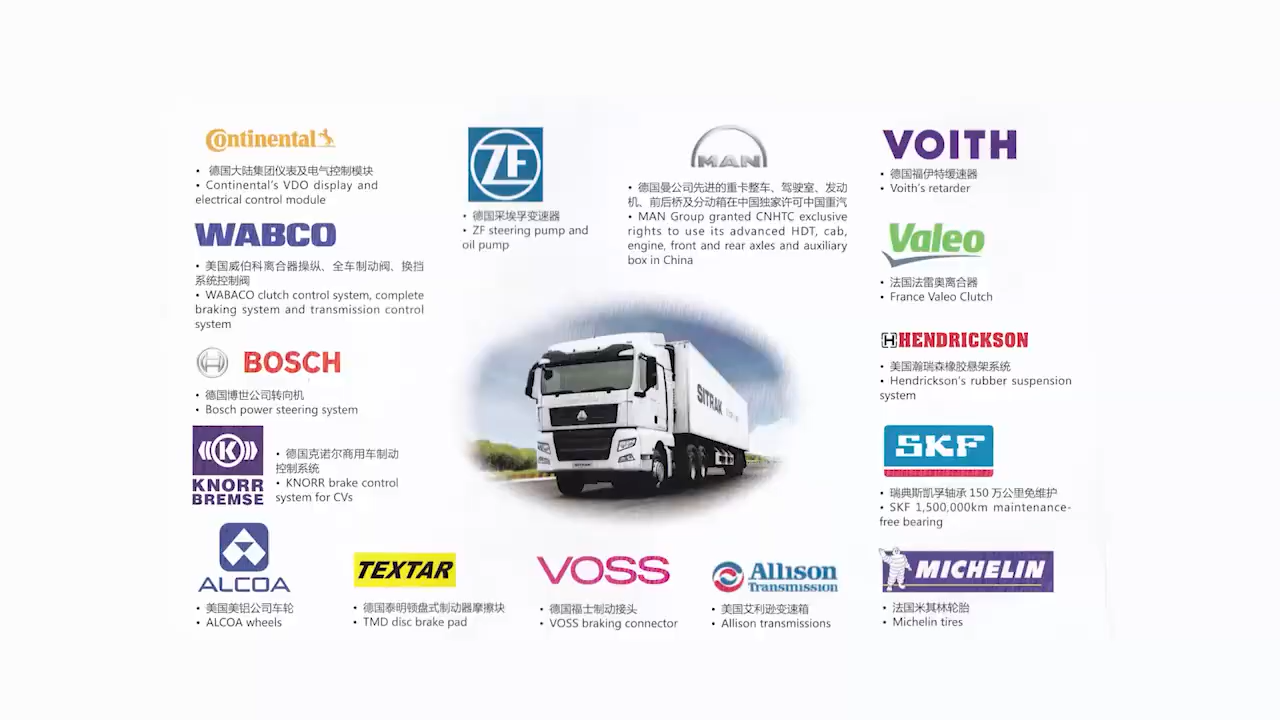 Continental
• 德国大陆集团仪表及电气控制模块
• Continental's VDO display and
electrical control module
WABCO
• 美国威伯科离合器操纵、全车制动阀、换挡
系统控制阀
• WABACO clutch control system, complete
braking system and transmission control
system
BOSCH
• 德国博世公司转向机
• Bosch power steering system
K
KNORR
BREMSE
• 德国克诺尔商用车制动
控制系统
• KNORR brake control
system for CVs
ZF
• 德国采埃孚变速器
• ZF steering pump and
oil pump
MAN
• 德国曼公司先进的重卡整车、驾驶室、发动
机、前后桥及分动箱在中国独家许可中国重汽
• MAN Group granted CNHTC exclusive
rights to use its advanced HDT, cab,
engine, front and rear axles and auxiliary
box in China
SITRAK
SITRAK
VOITH
• 德国福伊特缓速器
• Voith's retarder
Valeo
• 法国法雷奥离合器
• France Valeo Clutch
H HENDRICKSON
• 美国瀚瑞森橡胶悬架系统
• Hendrickson's rubber suspension
system
SKF
• 瑞典斯凯孚轴承 150 万公里免维护
• SKF 1,500,000km maintenance-
free bearing
ALCOA
• 美国美铝公司车轮
• ALCOA wheels
TEXTAR
• 德国泰明顿盘式制动器摩擦块
• TMD disc brake pad
VOSS
• 德国福士制动接头
• VOSS braking connector
Allison
Transmission
• 美国艾利逊变速箱
• Allison transmissions
MICHELIN
• 法国米其林轮胎
• Michelin tires